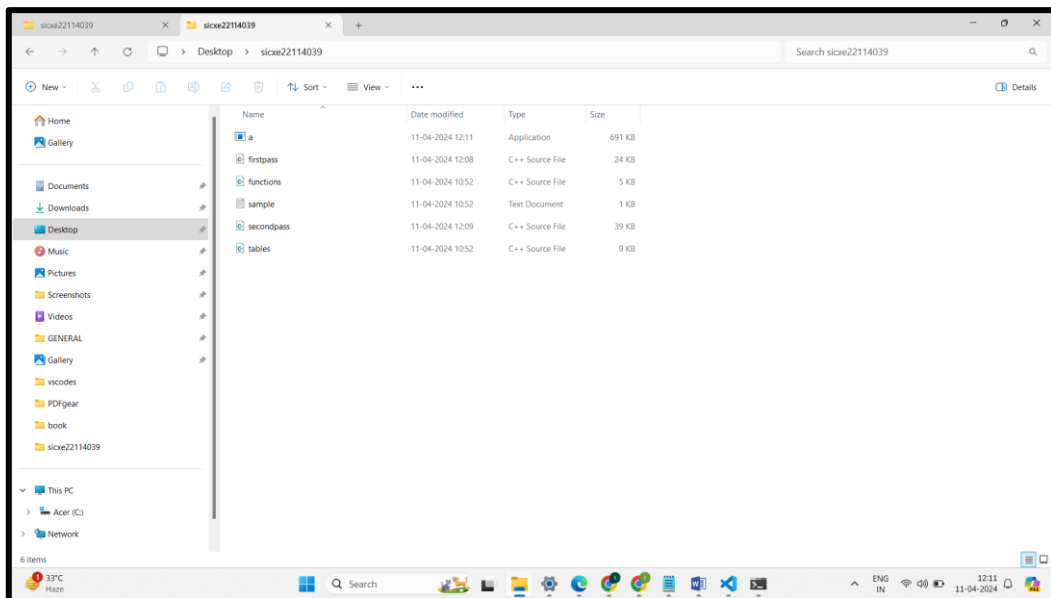 sicxe22114039
sicxe22114039
Desktop > sicxe22114039
Search sicxe22114039
New
Sort
View
Details
Name Date modified Type Size
a 11-04-2024 12:11 Application 691 KB
firstpass 11-04-2024 12:08 C++ Source File 24 KB
functions 11-04-2024 10:52 C++ Source File 5 KB
sample 11-04-2024 10:52 Text Document 1 KB
secondpass 11-04-2024 12:09 C++ Source File 39 KB
tables 11-04-2024 10:52 C++ Source File 9 KB
Home
Gallery
Documents
Downloads
Desktop
Music
Pictures
Screenshots
Videos
GENERAL
Gallery
vscodes
PDFgear
book
sicxe22114039
This PC
Acer (C:)
Network
6 items
1
33°C
Haze
Search
ENG
IN
12:11
11-04-2024